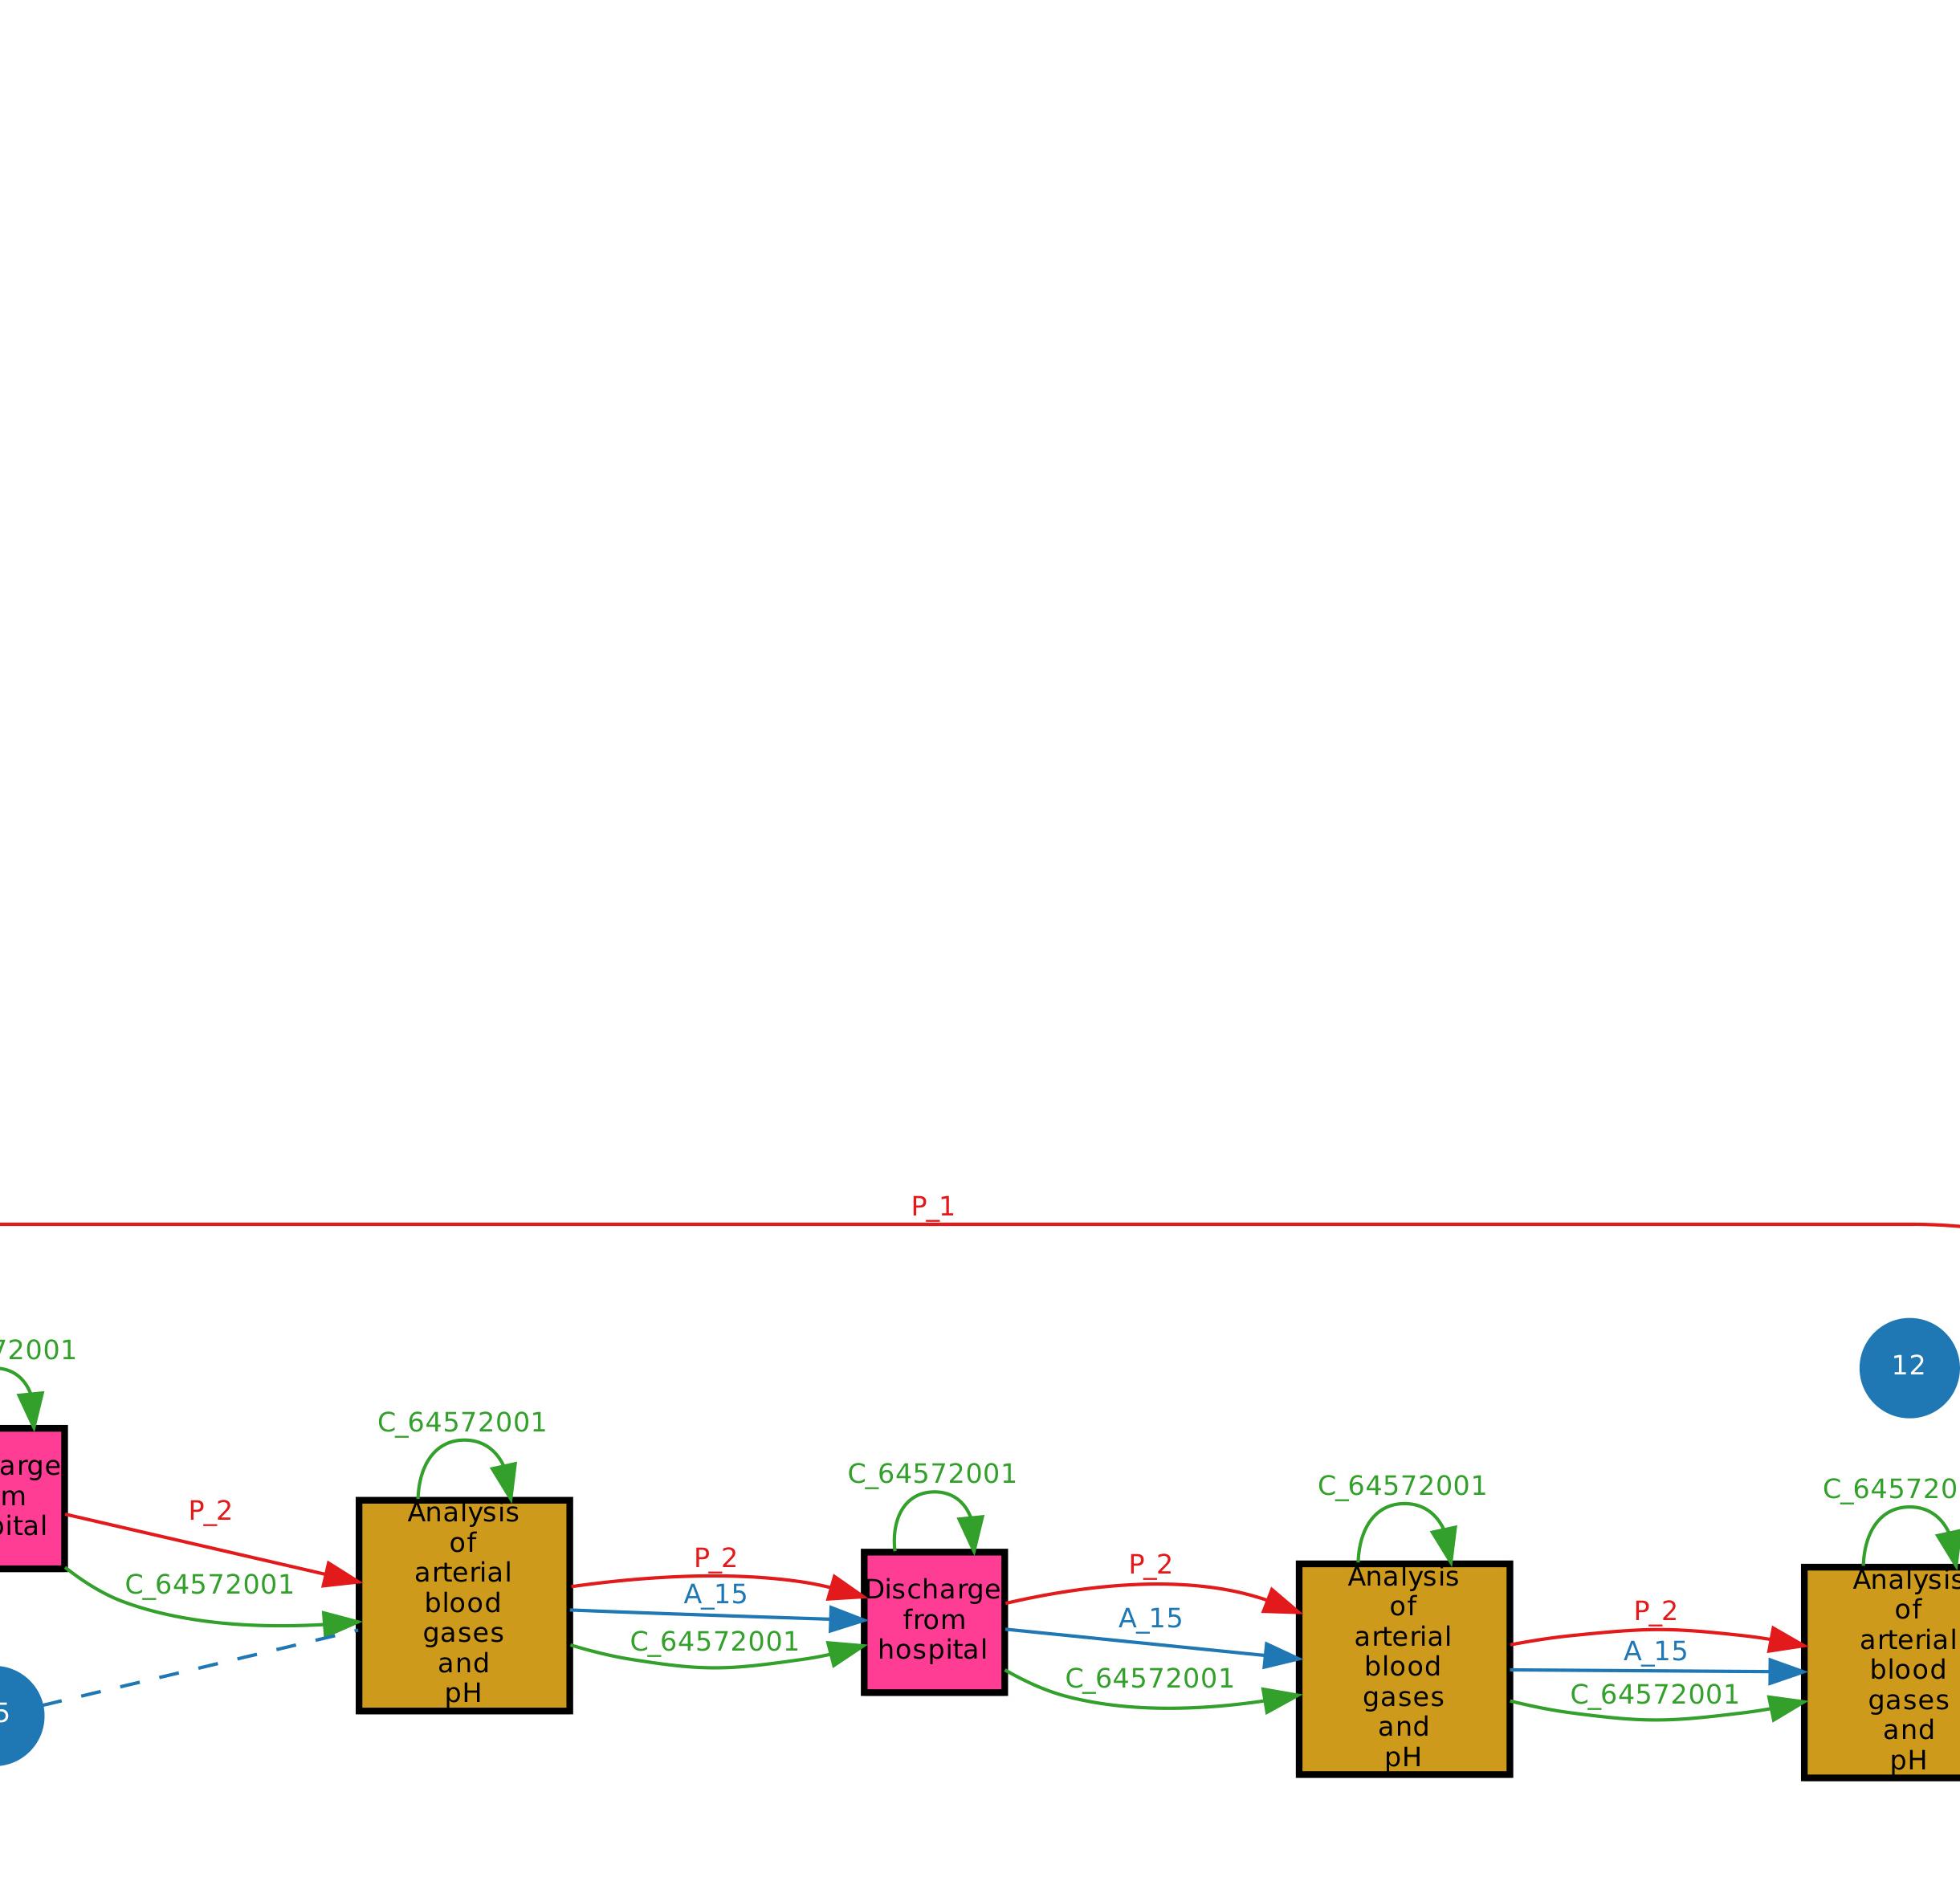 P_1
12
72001
C_64572001
C_64572001
C_64572001
C_645720
arge
m
pital
P_2
C_64572001
5
Analysis
of
arterial
blood
gases
and
pH
P_2
A_15
C_64572001
Discharge
from
hospital
P_2
A_15
C_64572001
Analysis
of
arterial
blood
gases
and
pH
P_2
A_15
C_64572001
Analysis
of
arterial
blood
gases
and
pH